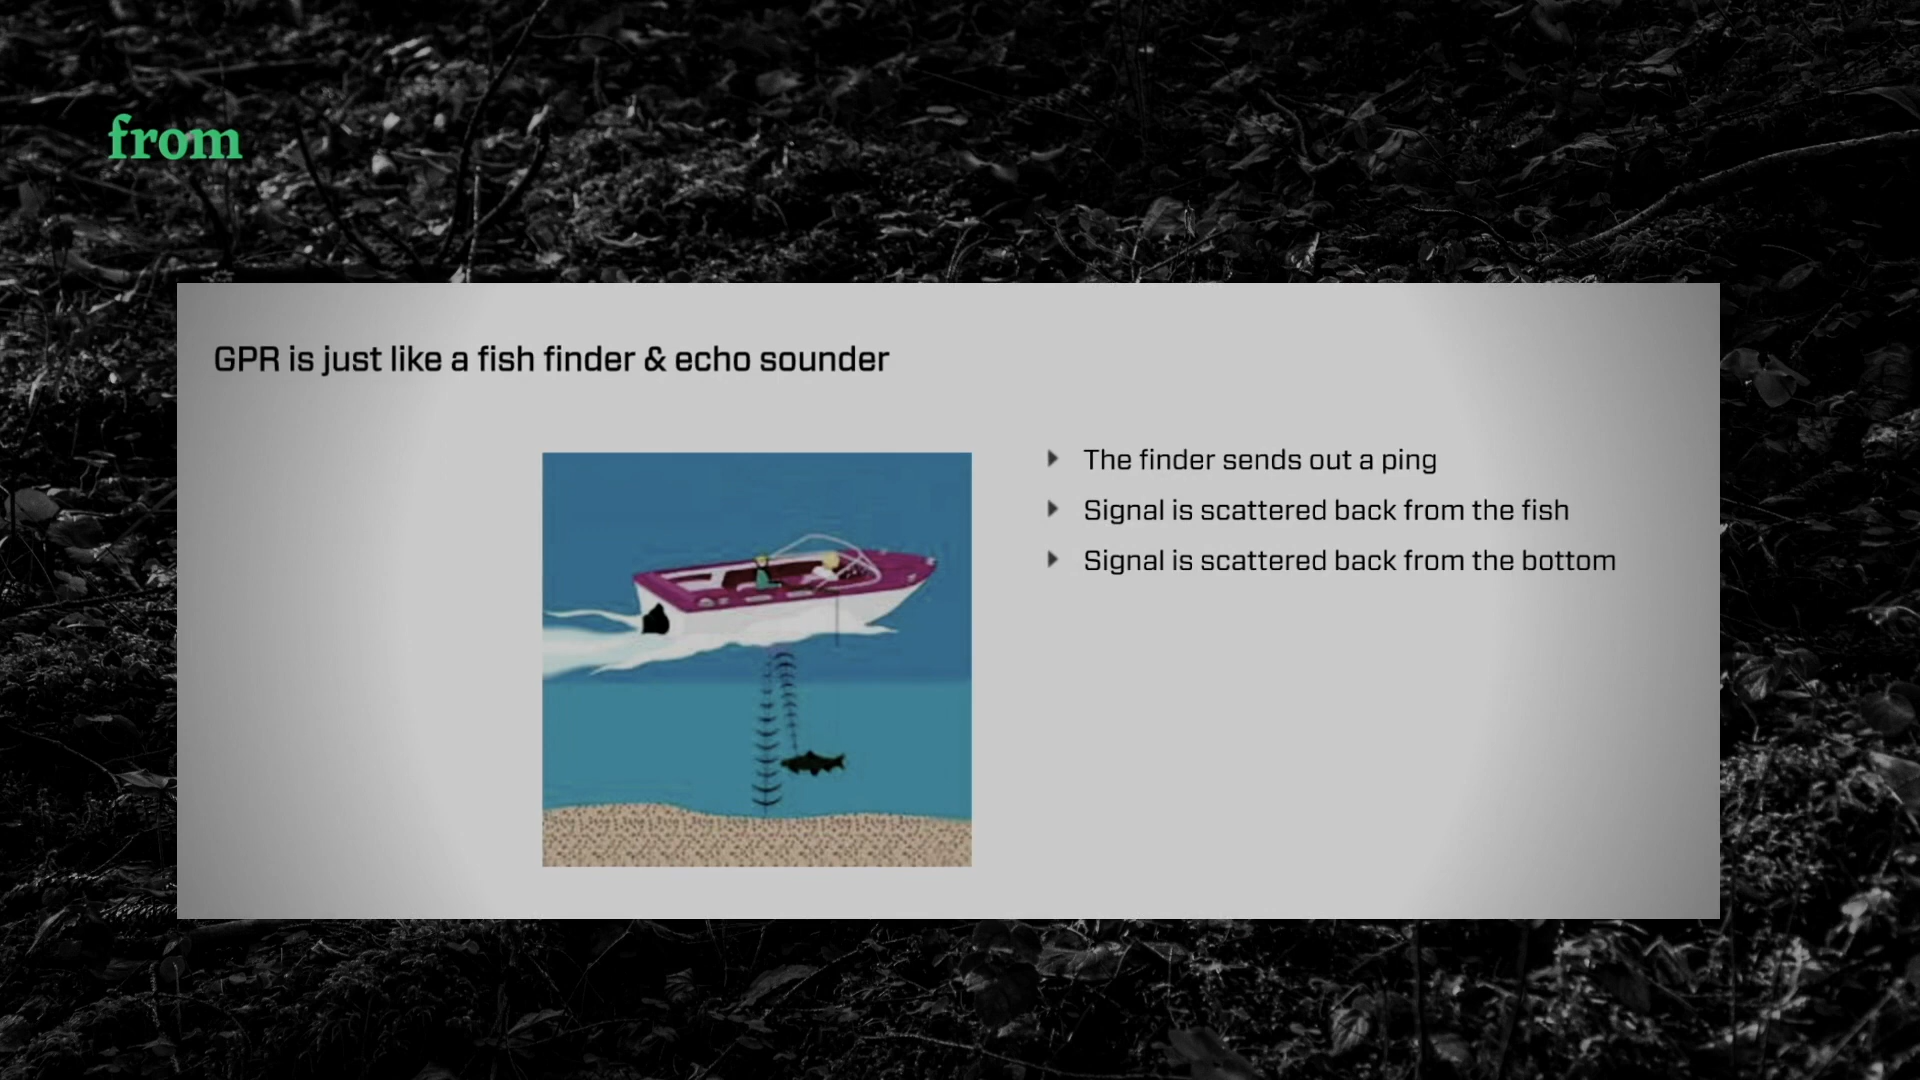 from
GPR is just like a fish finder & echo sounder
The finder sends out a ping
Signal is scattered back from the fish
Signal is scattered back from the bottom